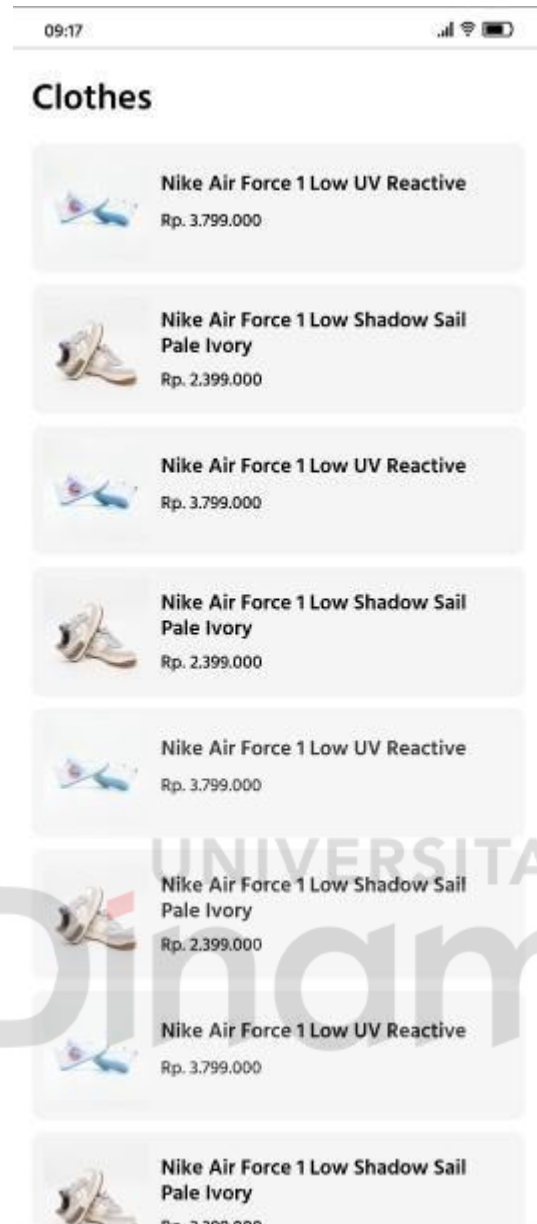 09:17
Clothes
Nike Air Force 1 Low UV Reactive
Rp. 3.799.000
Nike Air Force 1 Low Shadow Sail
Pale Ivory
Rp. 2.399.000
Nike Air Force 1 Low UV Reactive
Rp. 3.799.000
Nike Air Force 1 Low Shadow Sail
Pale Ivory
Rp. 2.399.000
Nike Air Force 1 Low UV Reactive
Rp. 3.799.000
UNIVERSITA
Nike Air Force 1 Low Shadow Sail
Pale Ivory
Rp. 2.399.000
Dinam
Nike Air Force 1 Low UV Reactive
Rp. 3.799.000
Nike Air Force 1 Low Shadow Sail
Pale Ivory